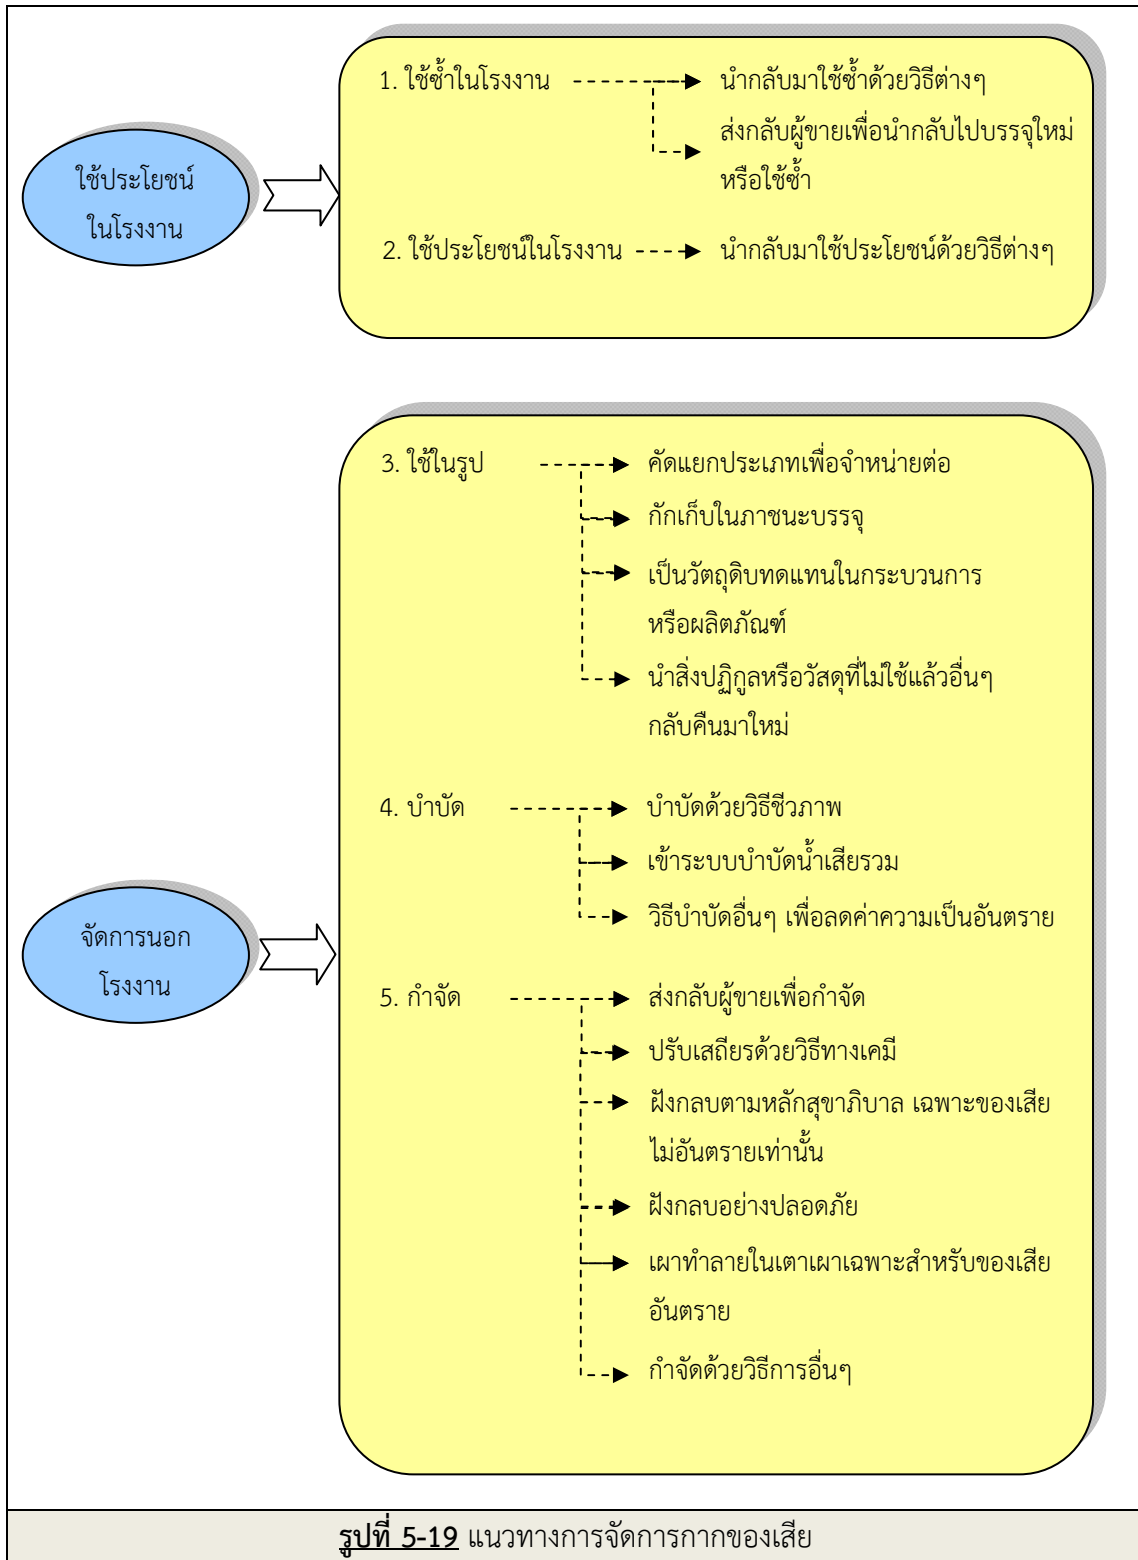 ใช้ประโยชน์
ในโรงงาน
1. ใช้ซ้ำในโรงงาน
นำกลับมาใช้ซ้ำด้วยวิธีต่างๆ
ส่งกลับผู้ขายเพื่อนำกลับไปบรรจุใหม่
หรือใช้ซ้ำ
2. ใช้ประโยชน์ในโรงงาน
นำกลับมาใช้ประโยชน์ด้วยวิธีต่างๆ
จัดการนอก
โรงงาน
3. ใช้ในรูป
คัดแยกประเภทเพื่อจำหน่ายต่อ
กักเก็บในภาชนะบรรจุ
เป็นวัตถุดิบทดแทนในกระบวนการ
หรือผลิตภัณฑ์
นำสิ่งปฏิกูลหรือวัสดุที่ไม่ใช้แล้วอื่นๆ
กลับคืนมาใหม่
4. บำบัด
บำบัดด้วยวิธีชีวภาพ
เข้าระบบบำบัดน้ำเสียรวม
วิธีบำบัดอื่นๆ เพื่อลดค่าความเป็นอันตราย
5. กำจัด
ส่งกลับผู้ขายเพื่อกำจัด
ปรับเสถียรด้วยวิธีทางเคมี
ฝังกลบตามหลักสุขาภิบาล เฉพาะของเสีย
ไม่อันตรายเท่านั้น
ฝังกลบอย่างปลอดภัย
เผาทำลายในเตาเผาเฉพาะสำหรับของเสีย
อันตราย
กำจัดด้วยวิธีการอื่นๆ
รูปที่ 5-19 แนวทางการจัดการกากของเสีย